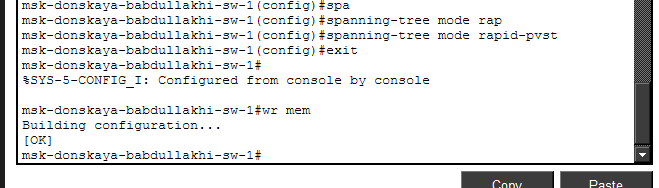 msk-donskaya-babdullakhi-sw-1(config)#spa
msk-donskaya-babdullakhi-sw-1(config)#spanning-tree mode rap
msk-donskaya-babdullakhi-sw-1(config)#spanning-tree mode rapid-pvst
msk-donskaya-babdullakhi-sw-1(config)#exit
msk-donskaya-babdullakhi-sw-1#
%SYS-5-CONFIG_I: Configured from console by console

msk-donskaya-babdullakhi-sw-1#wr mem
Building configuration...
[OK]
msk-donskaya-babdullakhi-sw-1#
Copy
Paste